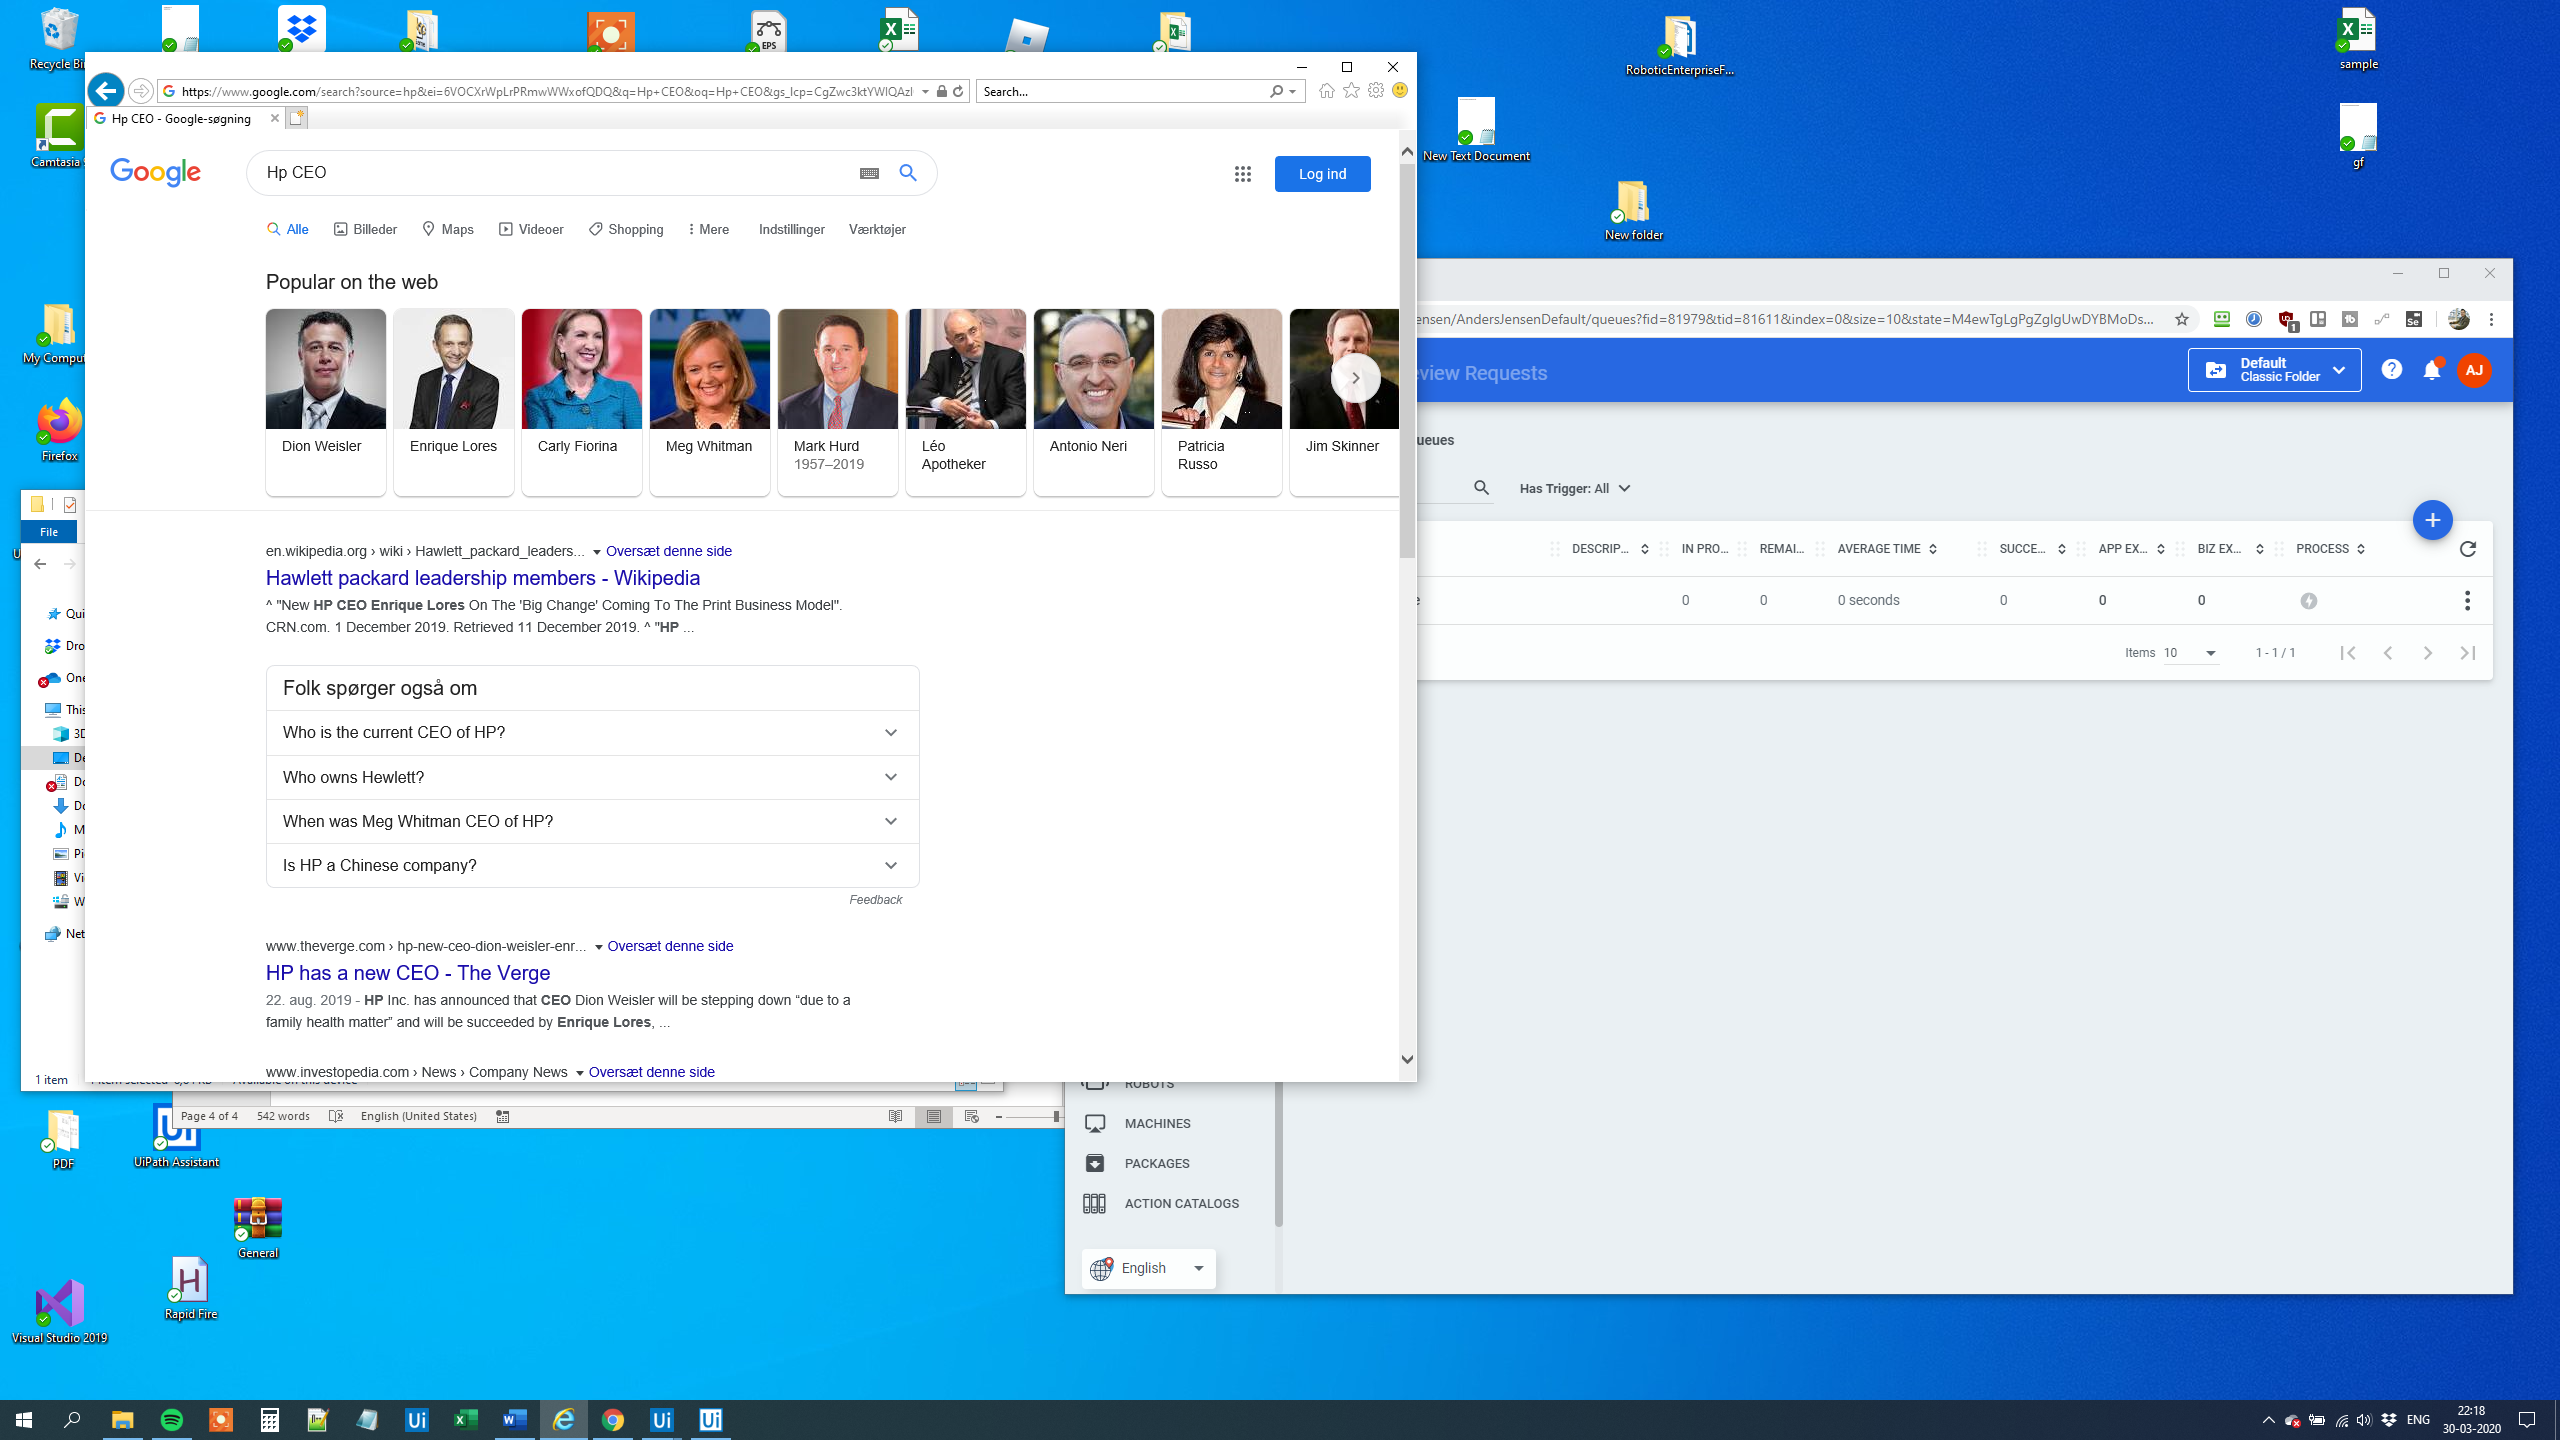 Recycle Bin
Camtasia 9
My Comput
Firefox
EPS
RoboticEnterpriseF...
sample
New Text Document
gf
New folder
https://www.google.com/search?source=hp&ei=6VOCXrWpLrPRmwWWxofQDQ&q=Hp+CEO&oq=Hp+CEO&gs_lcp=CgZwc3ktYWIQAzI
Search...
Hp CEO - Google-søgning
Google
Hp CEO
Log ind
Alle
Billeder
Maps
Videoer
Shopping
Mere
Indstillinger
Værktøjer
Popular on the web
Dion Weisler
Enrique Lores
Carly Fiorina
Meg Whitman
Mark Hurd
1957–2019
Léo
Apotheker
Antonio Neri
Patricia
Russo
Jim Skinner
en.wikipedia.org › wiki › Hawlett_packard_leaders... Oversæt denne side
Hawlett packard leadership members - Wikipedia
^ "New HP CEO Enrique Lores On The 'Big Change' Coming To The Print Business Model".
CRN.com. 1 December 2019. Retrieved 11 December 2019. ^ "HP ...
Folk spørger også om
Who is the current CEO of HP?
Who owns Hewlett?
When was Meg Whitman CEO of HP?
Is HP a Chinese company?
Feedback
www.theverge.com › hp-new-ceo-dion-weisler-enr... Oversæt denne side
HP has a new CEO - The Verge
22. aug. 2019 - HP Inc. has announced that CEO Dion Weisler will be stepping down “due to a
family health matter” and will be succeeded by Enrique Lores, ...
www.investopedia.com › News › Company News Oversæt denne side
ensen/AndersJensenDefault/queues?fid=81979&tid=81611&index=0&size=10&state=M4ewTgLgPgZglgUwDYBMoDs...
eview Requests
Default
Classic Folder
AJ
ueues
Has Trigger: All
DESCRIP...
IN PRO...
REMAI...
AVERAGE TIME
SUCCE...
APP EX...
BIZ EX...
PROCESS
e
0
0
0 seconds
0
0
0
Items 10
1 - 1 / 1
File
Qui
Dro
One
This
3D
De
Do
Do
M
Pi
Vi
W
Net
1 item
Page 4 of 4
542 words
English (United States)
ROBOTS
MACHINES
PACKAGES
ACTION CATALOGS
English
PDF
UiPath Assistant
General
Rapid Fire
Visual Studio 2019
Ui
Ui
Ui
ENG
22:18
30-03-2020